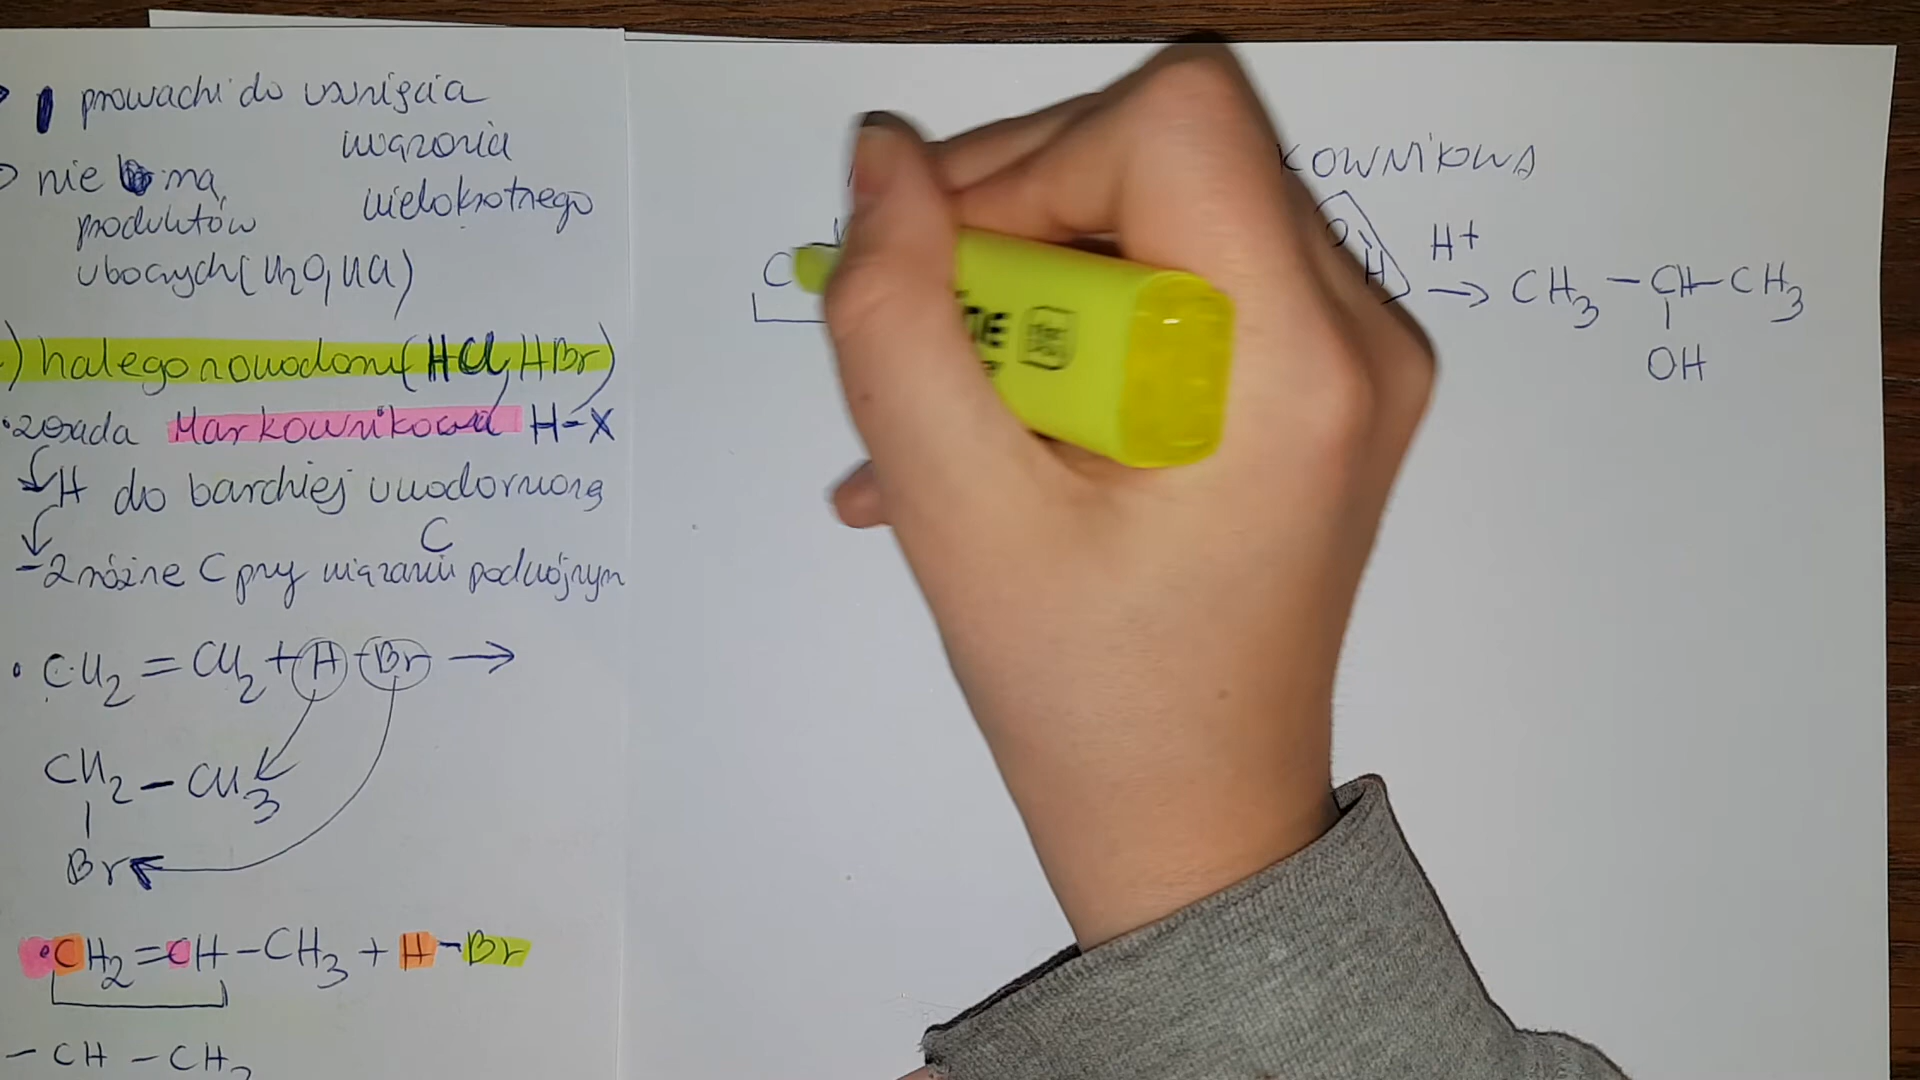 prowadzi do usunięcia
wiązania
wielokrotnego
nie ma
produktów
ubocznych (H2O, HCl)
) halogenowodory (HCl, HBr)
• zasada Markownikowa H-X
H do bardziej uwodornionego
C
- 2 różne C przy wiązaniu podwójnym
• CH2 = CH2 + H - Br →
CH2 - CH3
|
Br
• CH2 = CH - CH3 + H - Br
- CH - CH3
KOWNIKOWA
C
H H+ → CH3 - CH - CH3
|
OH